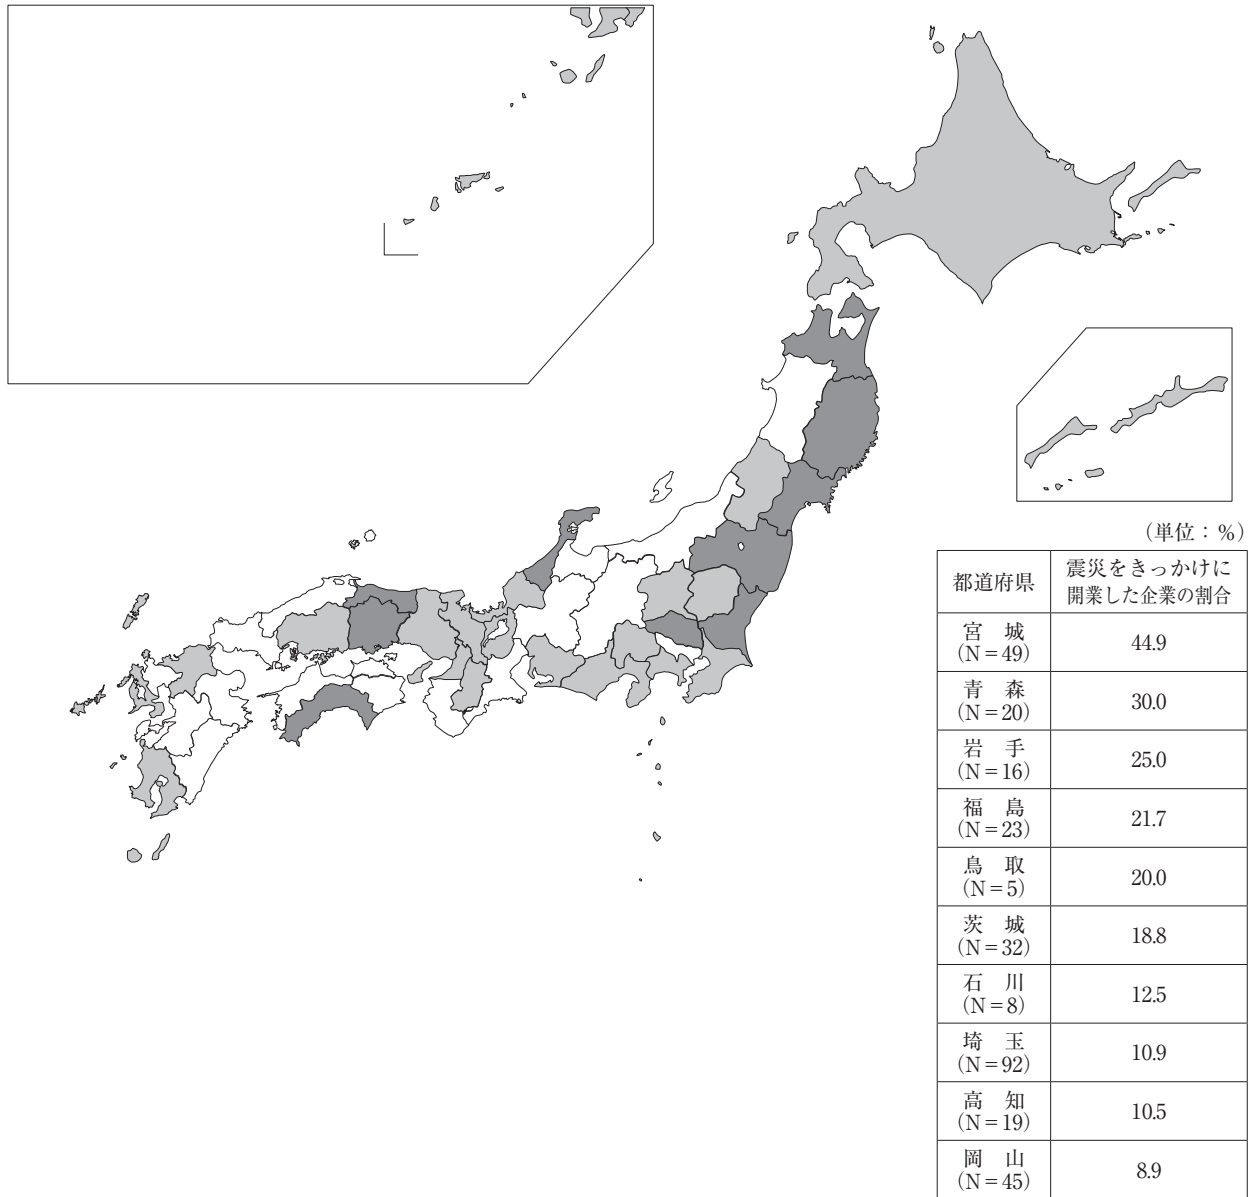 （単位：％）
都道府県
震災をきっかけに
開業した企業の割合
宮　城
（N＝49）
44.9
青　森
（N＝20）
30.0
岩　手
（N＝16）
25.0
福　島
（N＝23）
21.7
鳥　取
（N＝5）
20.0
茨　城
（N＝32）
18.8
石　川
（N＝8）
12.5
埼　玉
（N＝92）
10.9
高　知
（N＝19）
10.5
岡　山
（N＝45）
8.9